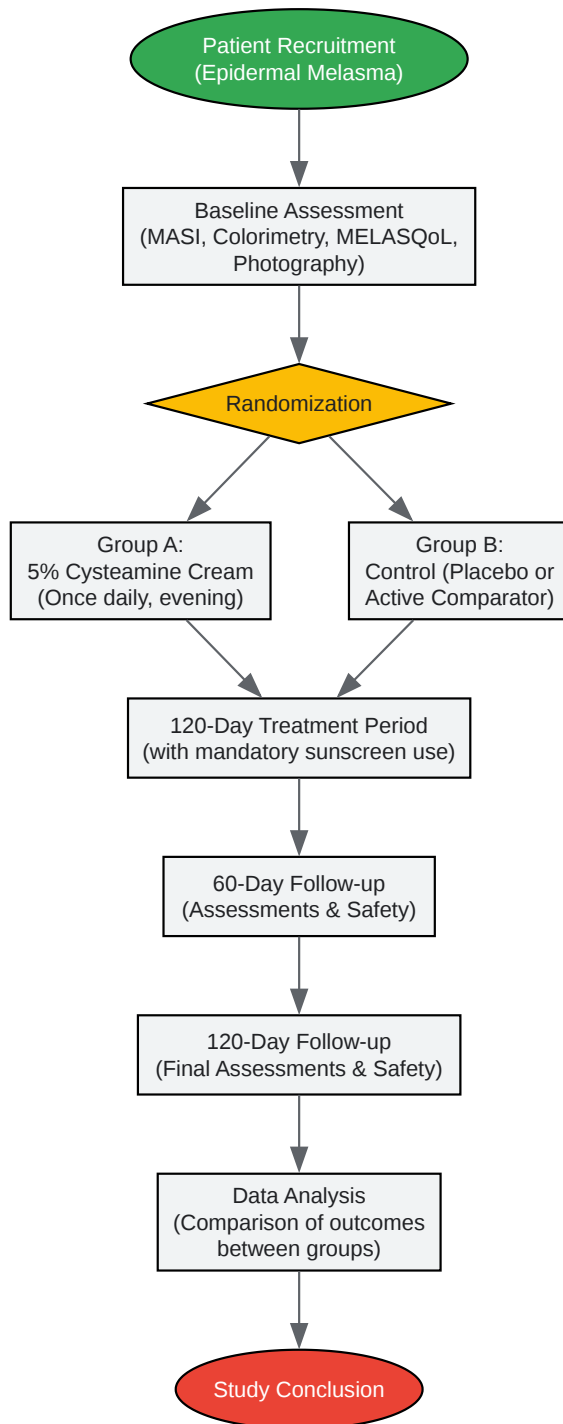 Patient Recruitment
(Epidermal Melasma)
Baseline Assessment
(MASI, Colorimetry, MELASQoL,
Photography)
Randomization
Group A:
5% Cysteamine Cream
(Once daily, evening)
Group B:
Control (Placebo or
Active Comparator)
120-Day Treatment Period
(with mandatory sunscreen use)
60-Day Follow-up
(Assessments & Safety)
120-Day Follow-up
(Final Assessments & Safety)
Data Analysis
(Comparison of outcomes
between groups)
Study Conclusion